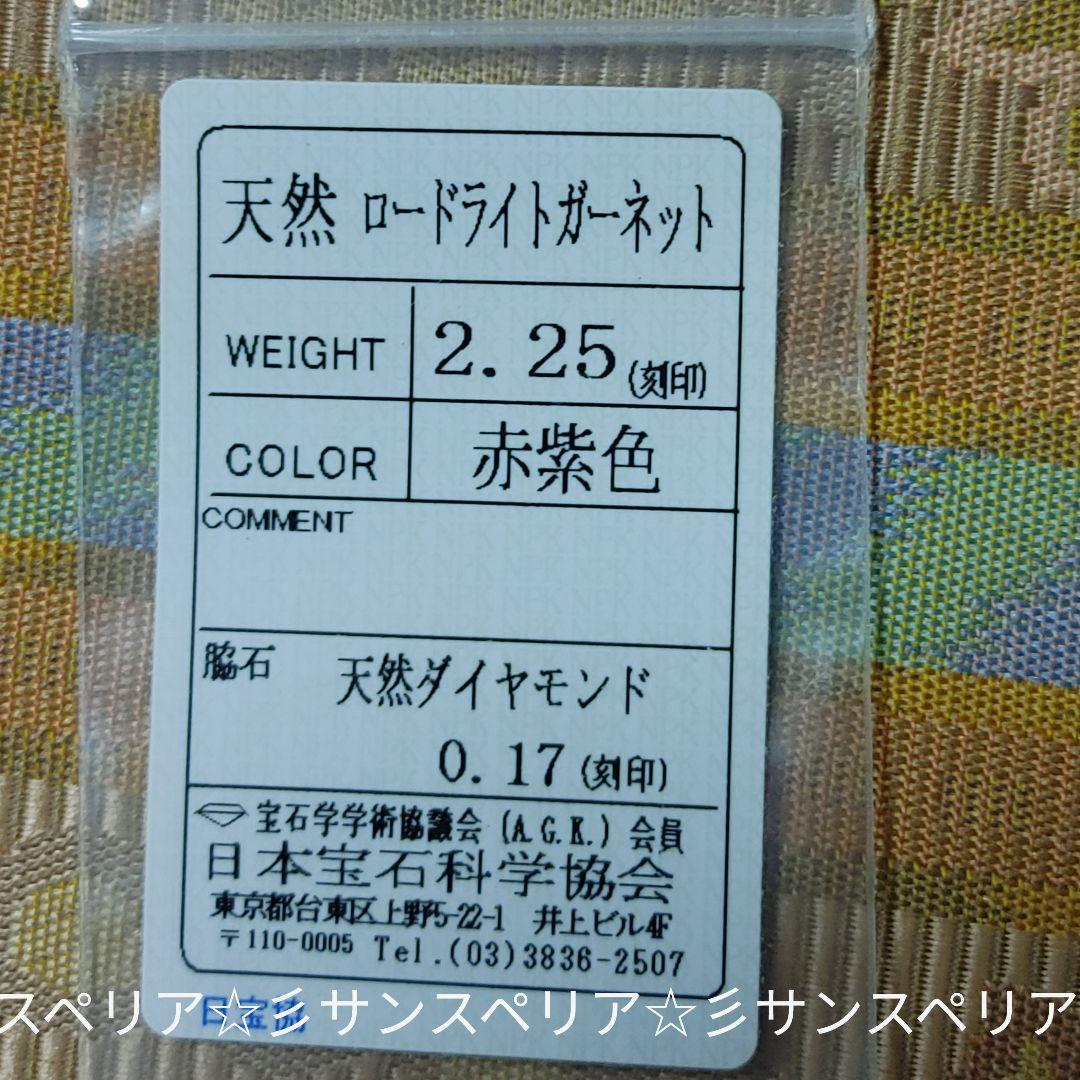 天然 ロードライトガーネット
WEIGHT 2.25(刻印)
COLOR 赤紫色
COMMENT
脇石 天然ダイヤモンド
0.17(刻印)
宝石学学術協議会 (A.G.K.) 会員
日本宝石科学協会
東京都台東区上野5-22-1 井上ビル4F
〒110-0005 Tel.(03)3836-2507
スペリア☆彡サンスペリア☆彡サンスペリア